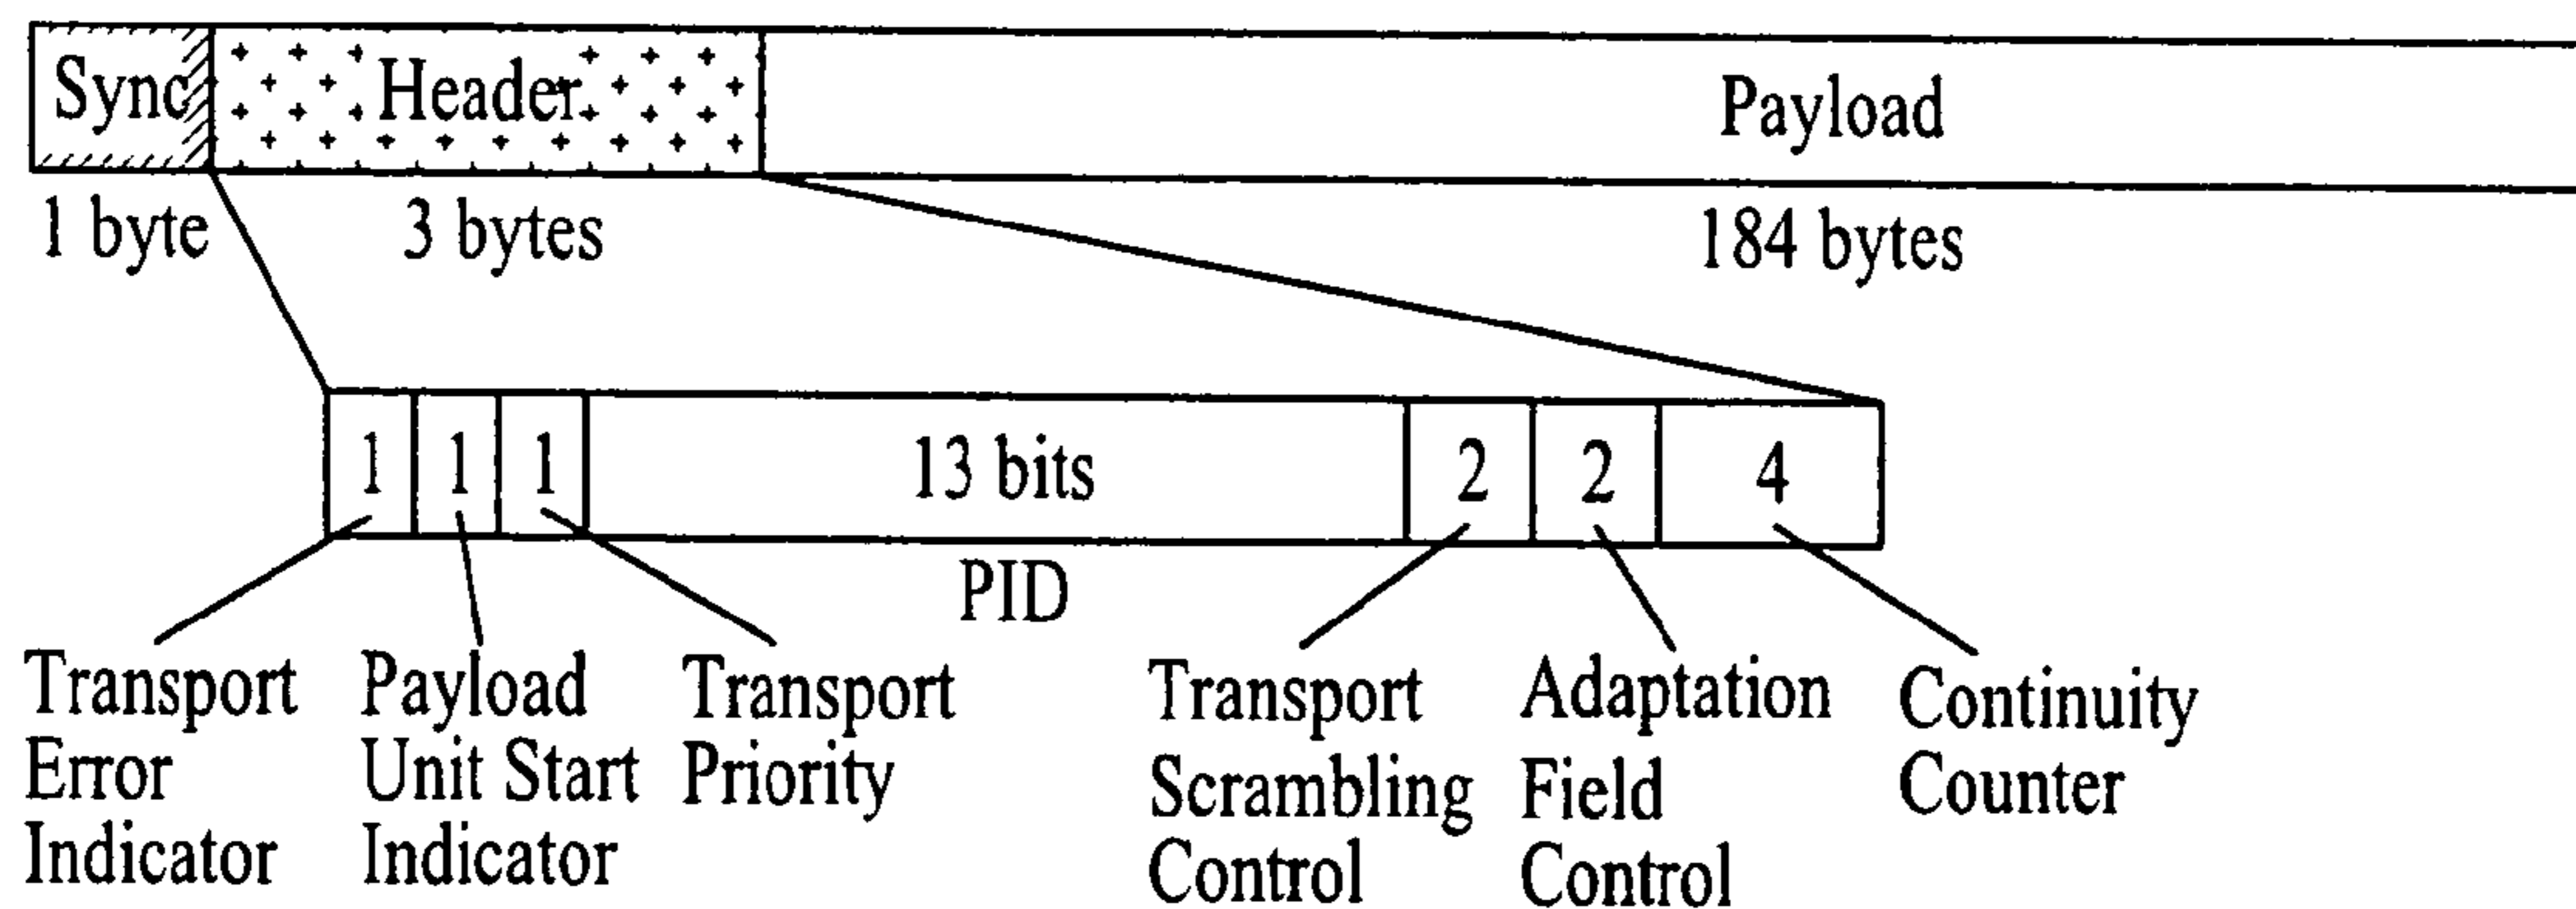 Sync Header Payload
1 byte 3 bytes 184 bytes
1 1 1 13 bits 2 2 4
PID
Transport
Error
Indicator
Payload
Unit Start
Indicator
Transport
Priority
Transport
Scrambling
Control
Adaptation
Field
Control
Continuity
Counter